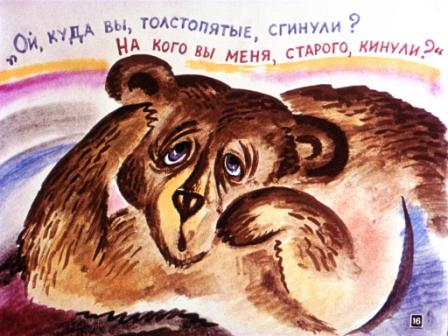 „Ой, куда вы, толстопятые, сгинули?
На кого вы меня, старого, кинули?“
16